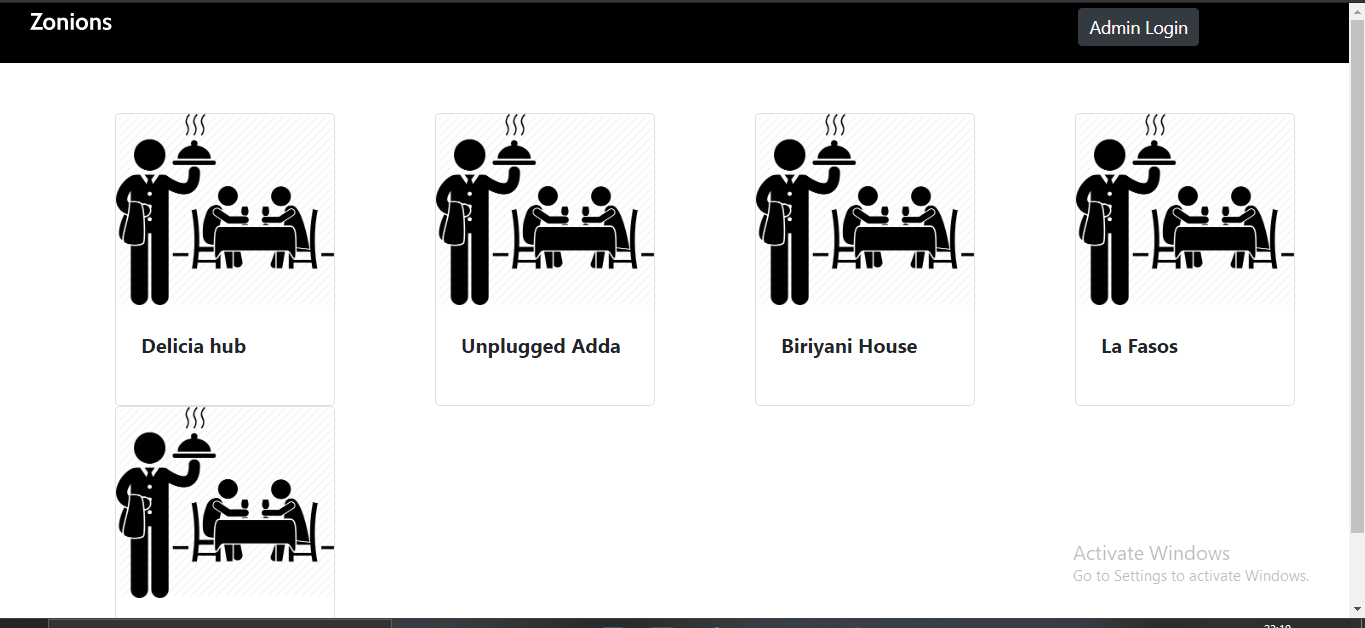 Zonions
Admin Login
Delicia hub
Unplugged Adda
Biriyani House
La Fasos
Activate Windows
Go to Settings to activate Windows.